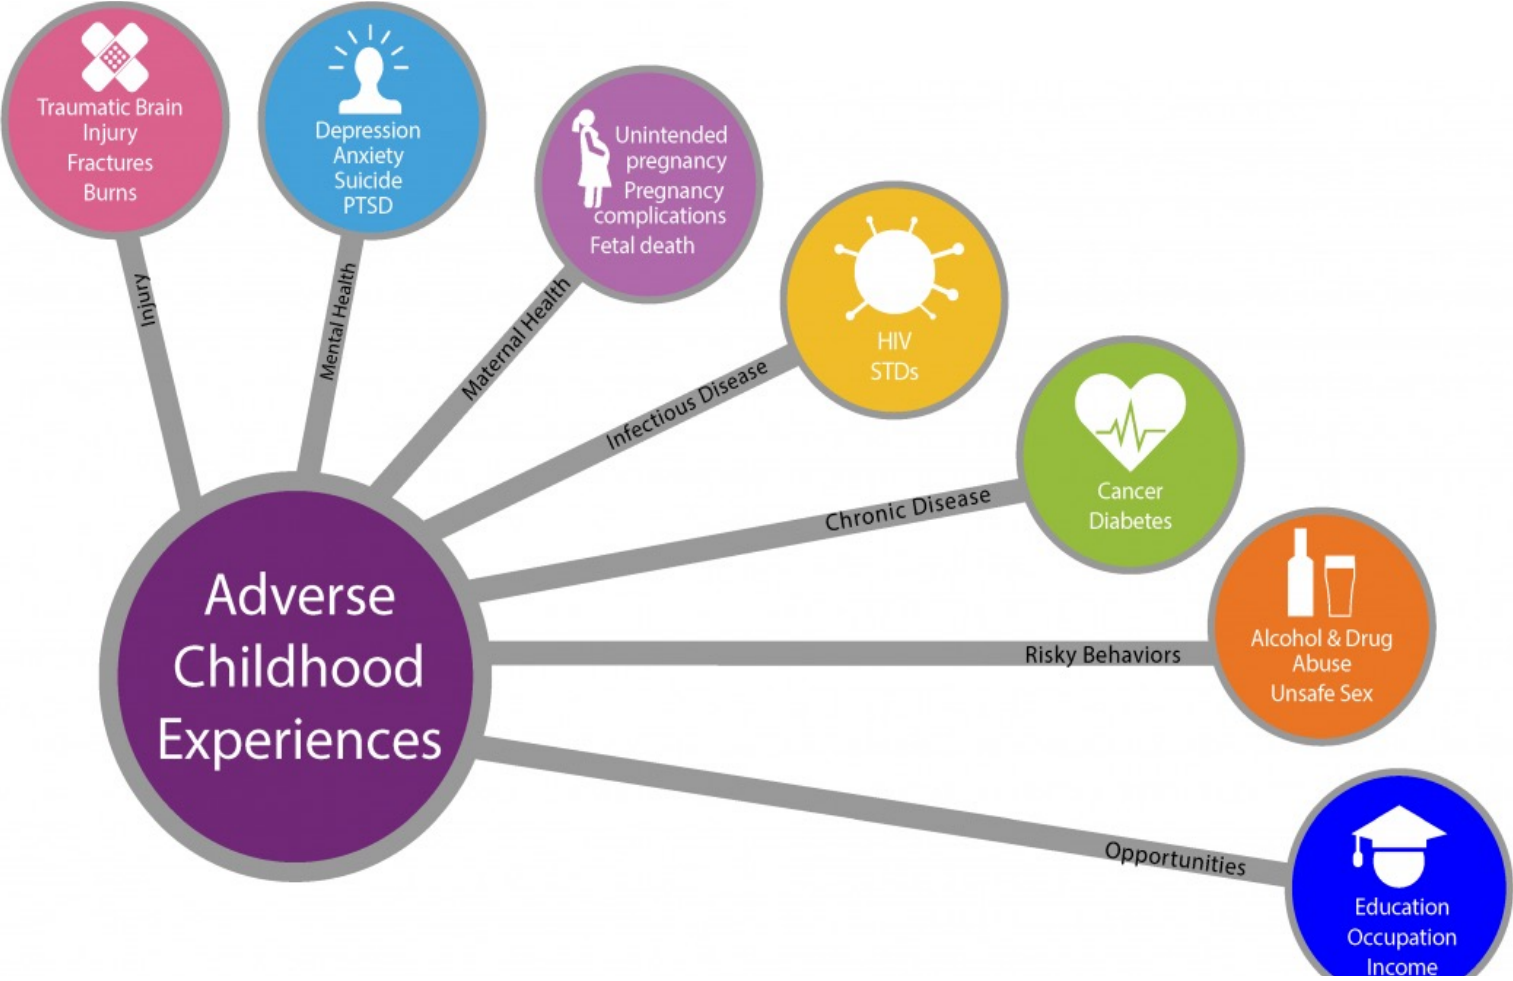 Traumatic Brain
Injury
Fractures
Burns
Injury
Depression
Anxiety
Suicide
PTSD
Mental Health
Unintended
pregnancy
Pregnancy
complications
Fetal death
Maternal Health
HIV
STDs
Infectious Disease
Cancer
Diabetes
Chronic Disease
Alcohol & Drug
Abuse
Unsafe Sex
Risky Behaviors
Education
Occupation
Income
Opportunities
Adverse
Childhood
Experiences